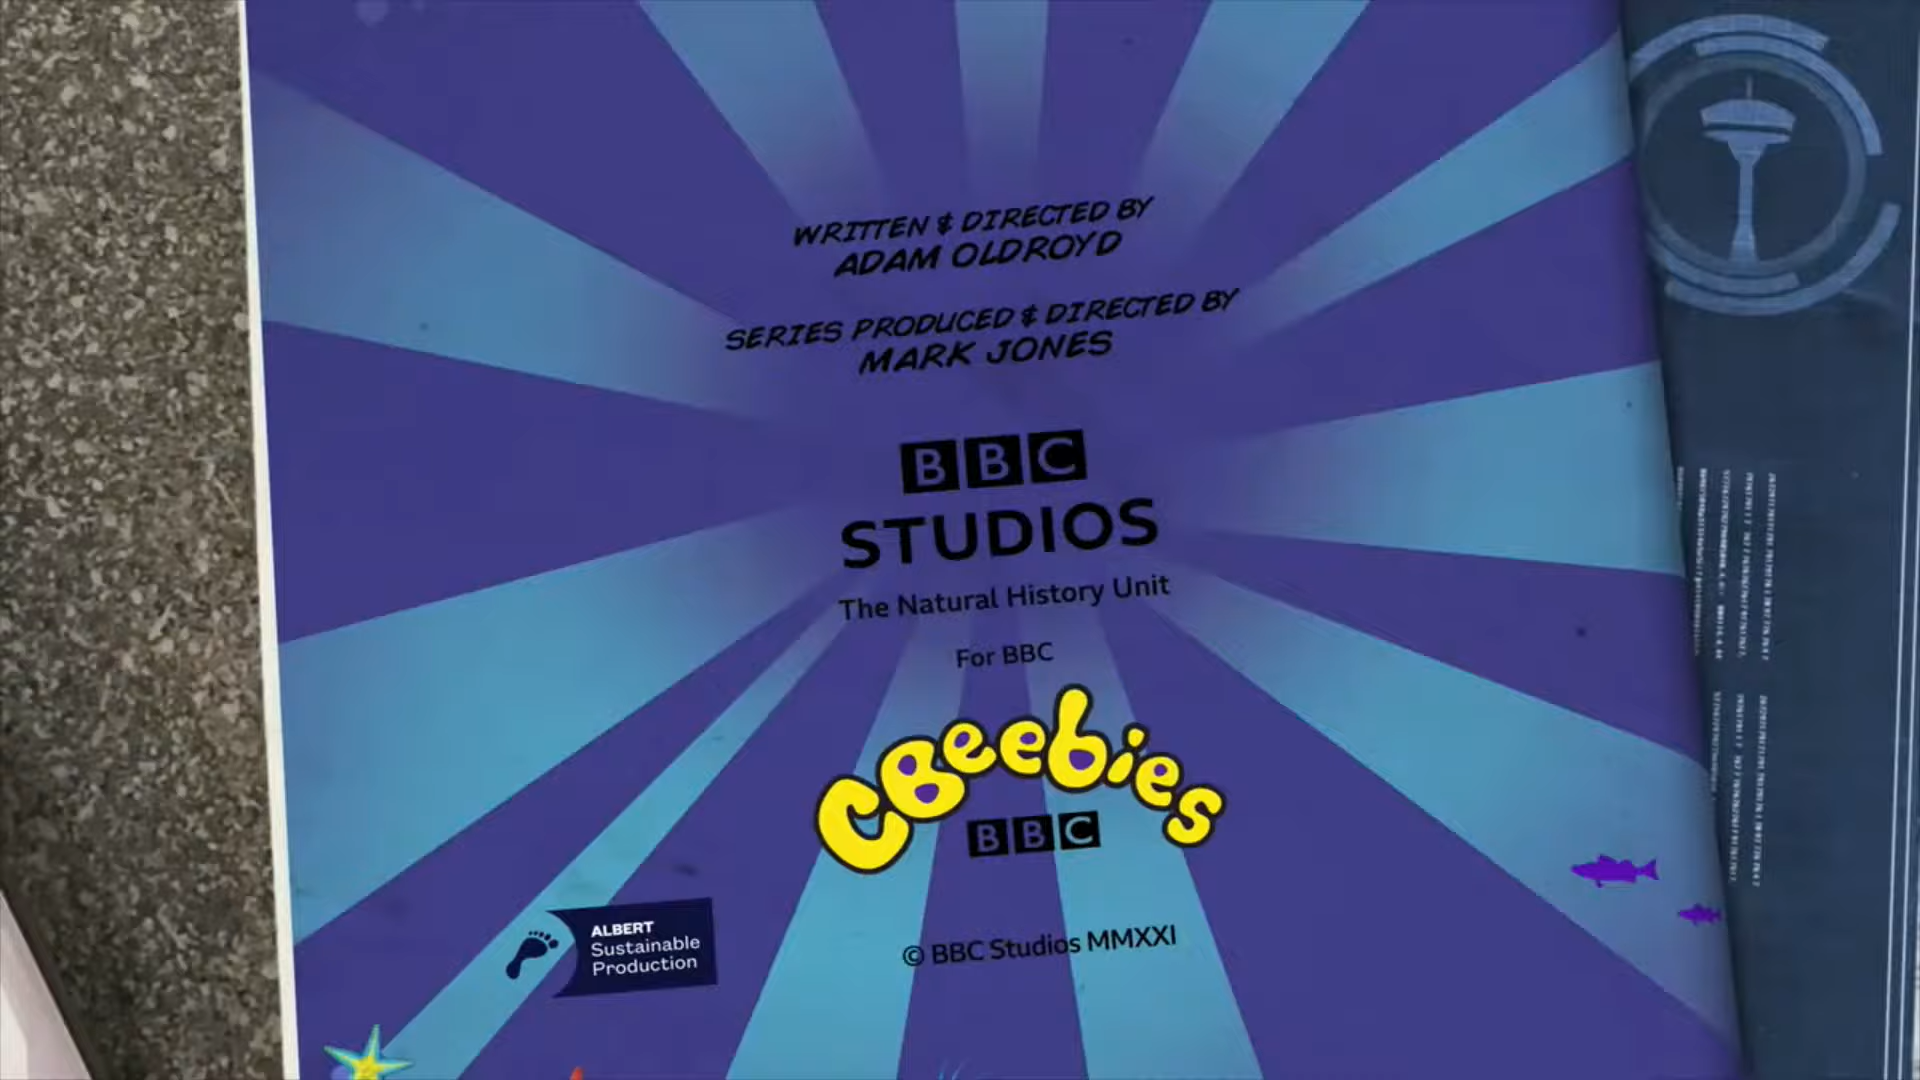 WRITTEN & DIRECTED BY
ADAM OLDROYD
SERIES PRODUCED & DIRECTED BY
MARK JONES
BBC
STUDIOS
The Natural History Unit
For BBC
CBeebies
BBC
ALBERT
Sustainable
Production
© BBC Studios MMXXI